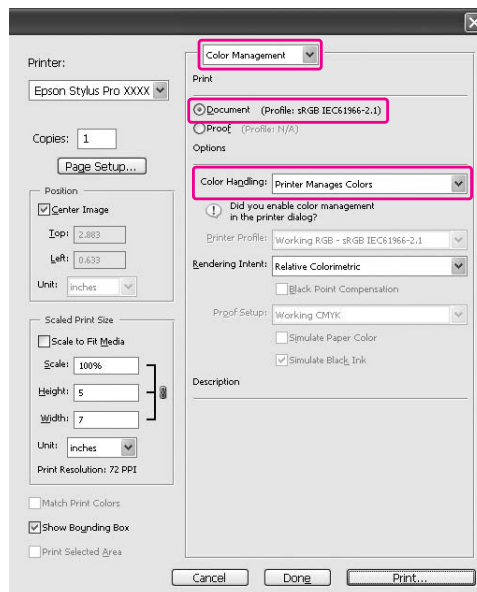 Printer:
Epson Stylus Pro XXXX
Copies: 1
Page Setup...
Position
Center Image
Top: 2.883
Left: 0.633
Unit: inches
Scaled Print Size
Scale to Fit Media
Scale: 100%
Height: 5
Width: 7
Unit: inches
Print Resolution: 72 PPI
Match Print Colors
Show Bounding Box
Print Selected Area
Color Management
Print
Document (Profile: sRGB IEC61966-2.1)
Proof (Profile: N/A)
Options
Color Handling: Printer Manages Colors
Did you enable color management
in the printer dialog?
Printer Profile: Working RGB - sRGB IEC61966-2.1
Rendering Intent: Relative Colorimetric
Black Point Compensation
Proof Setup: Working CMYK
Simulate Paper Color
Simulate Black Ink
Description
Cancel
Done
Print...